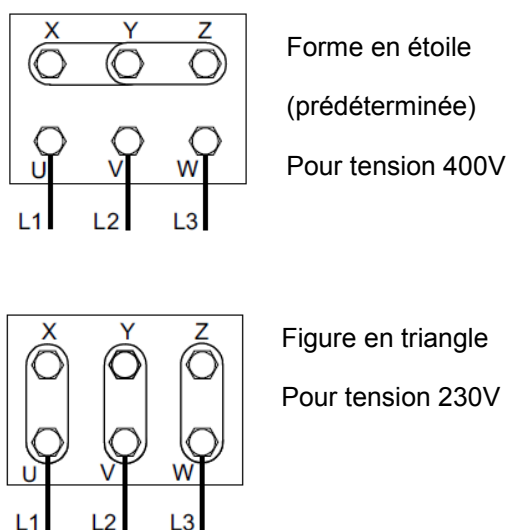 X Y Z
Forme en étoile
(prédéterminée)
Pour tension 400V
U V W
L1 L2 L3
X Y Z
Figure en triangle
Pour tension 230V
U V W
L1 L2 L3